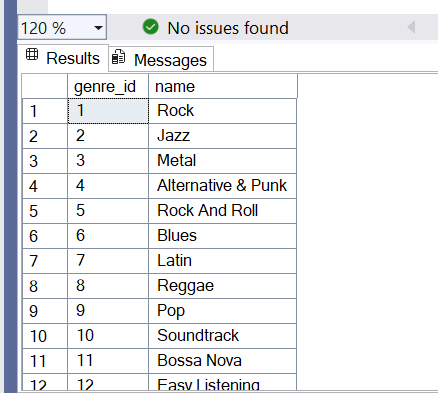 120 % No issues found
Results Messages
genre_id name
1 1 Rock
2 2 Jazz
3 3 Metal
4 4 Alternative & Punk
5 5 Rock And Roll
6 6 Blues
7 7 Latin
8 8 Reggae
9 9 Pop
10 10 Soundtrack
11 11 Bossa Nova
12 12 Easy Listening